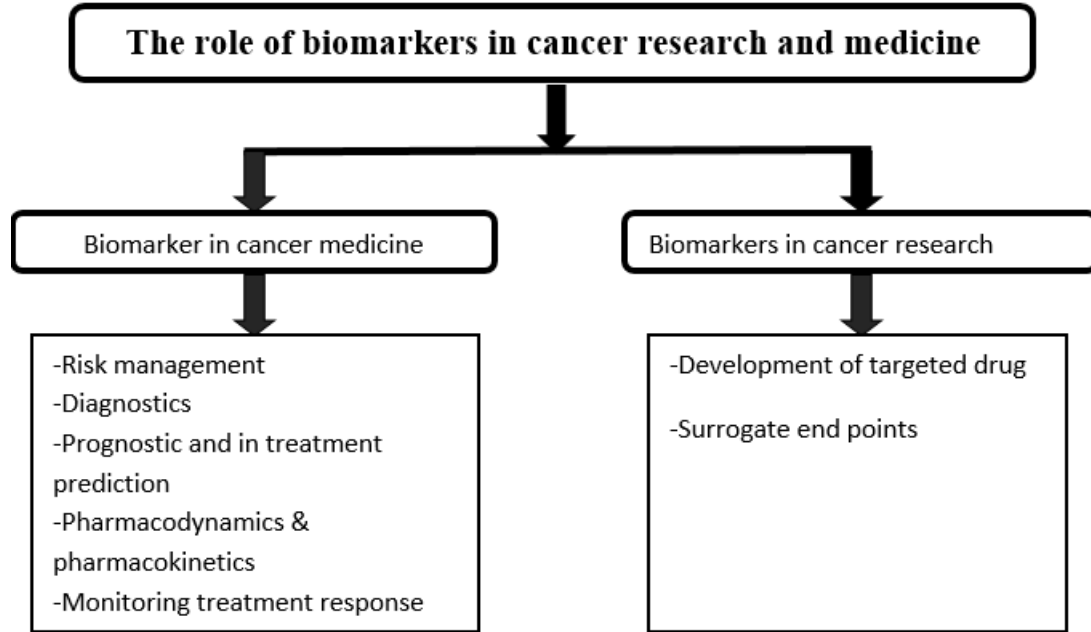 The role of biomarkers in cancer research and medicine
Biomarker in cancer medicine
Biomarkers in cancer research
-Risk management
-Diagnostics
-Prognostic and in treatment
prediction
-Pharmacodynamics &
pharmacokinetics
-Monitoring treatment response
-Development of targeted drug
-Surrogate end points